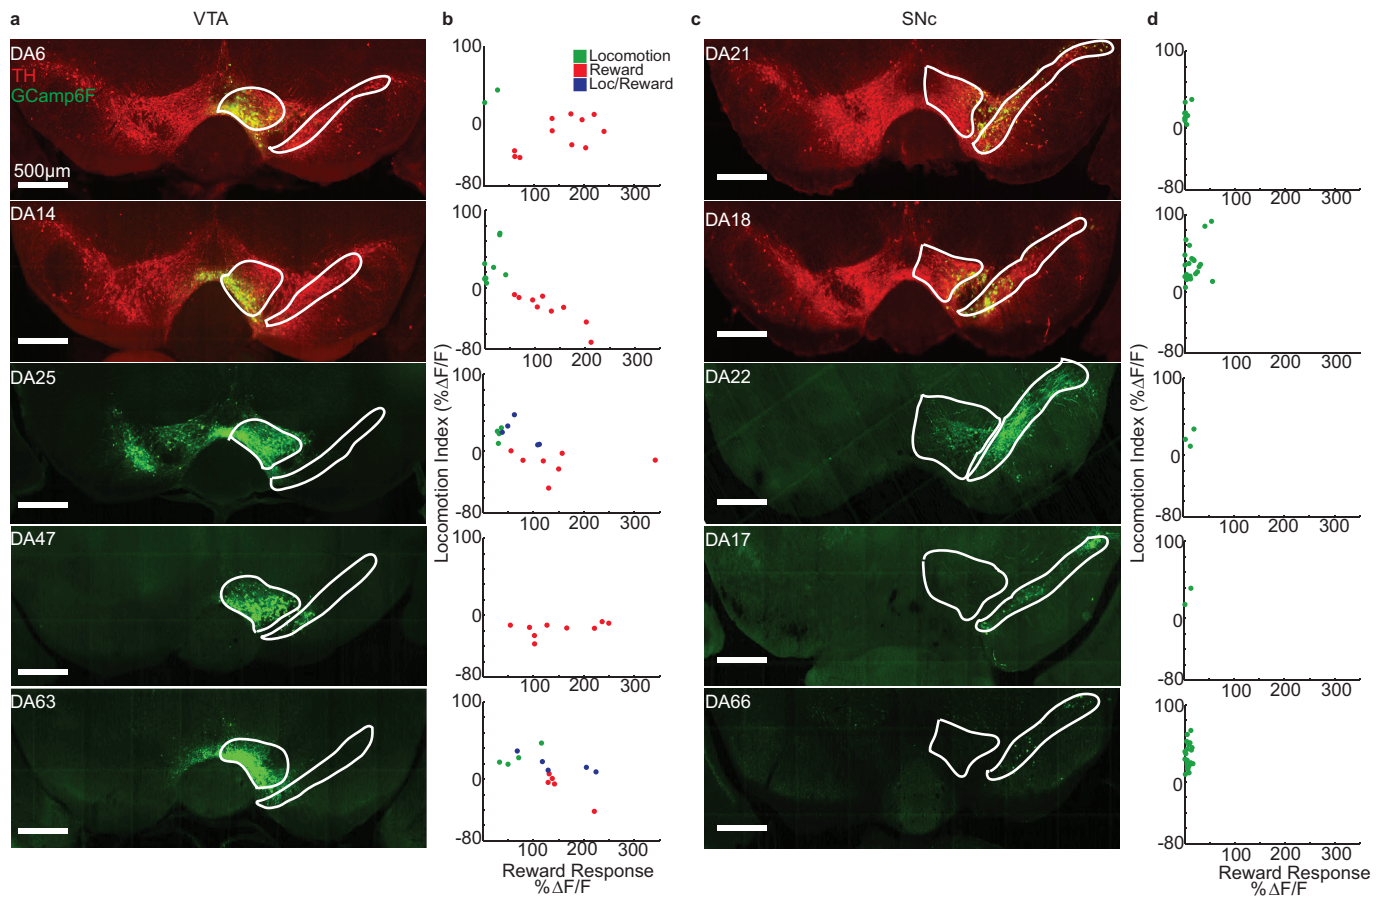 a VTA b c SNc d
DA6
TH
GCamp6F
500µm
100
0
-80
100 200 300
Locomotion
Reward
Loc/Reward
DA21
100
0
-80
100 200 300
DA14
100
0
-80
100 200 300
DA18
100
0
-80
100 200 300
DA25
100
0
-80
100 200 300
DA22
100
0
-80
100 200 300
DA47
100
0
-80
100 200 300
DA17
100
0
-80
100 200 300
DA63
100
0
-80
100 200 300
DA66
100
0
-80
100 200 300
Locomotion Index (%ΔF/F)
Reward Response
%ΔF/F
Locomotion Index (%ΔF/F)
Reward Response
%ΔF/F